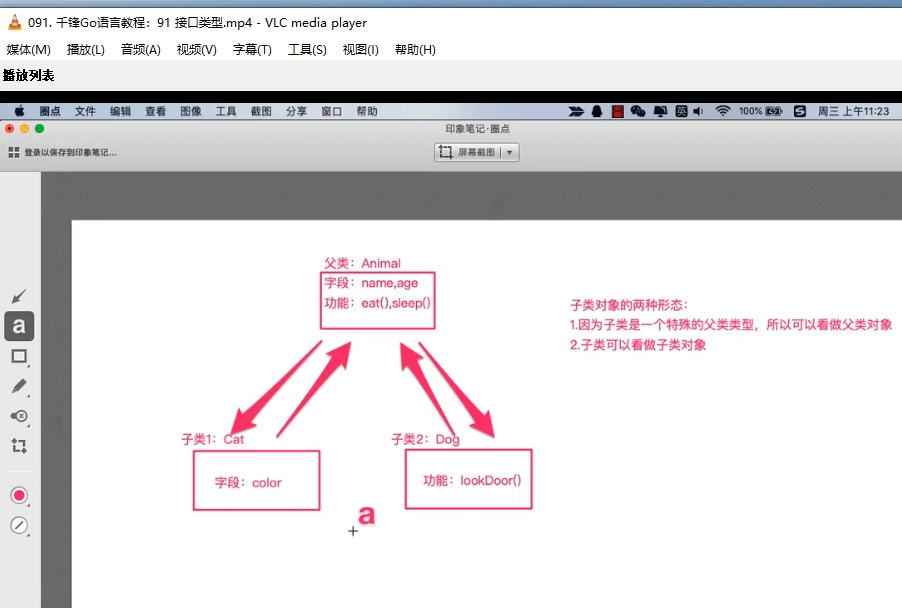 091. 千锋Go语言教程：91 接口类型.mp4 - VLC media player
媒体(M) 播放(L) 音频(A) 视频(V) 字幕(T) 工具(S) 视图(I) 帮助(H)
播放列表
圈点 文件 编辑 查看 图像 工具 截图 分享 窗口 帮助 英 100% 周三 上午11:23
印象笔记·圈点
登录以保存到印象笔记...
屏幕截图
父类：Animal
字段：name,age
功能：eat(),sleep()
子类对象的两种形态：
1.因为子类是一个特殊的父类类型，所以可以看做父类对象
2.子类可以看做子类对象
a
子类1：Cat
子类2：Dog
字段：color
功能：lookDoor()
a